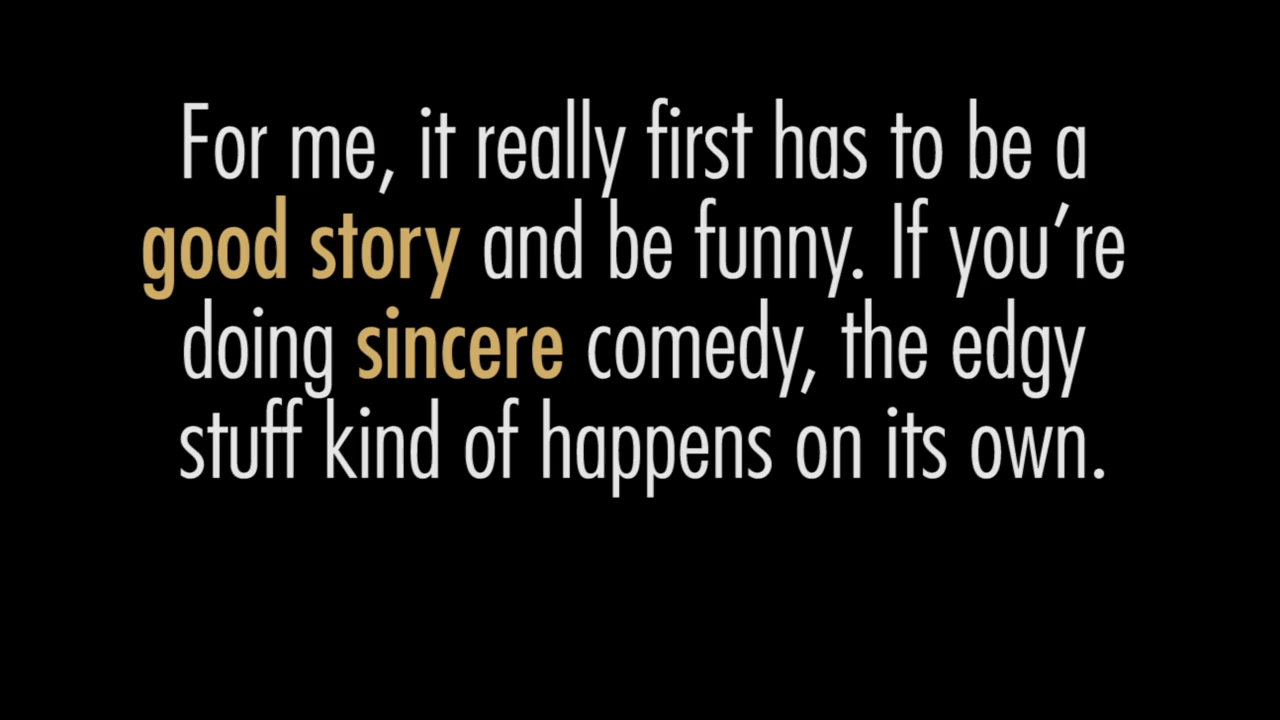 For me, it really first has to be a
good story and be funny. If you’re
doing sincere comedy, the edgy
stuff kind of happens on its own.